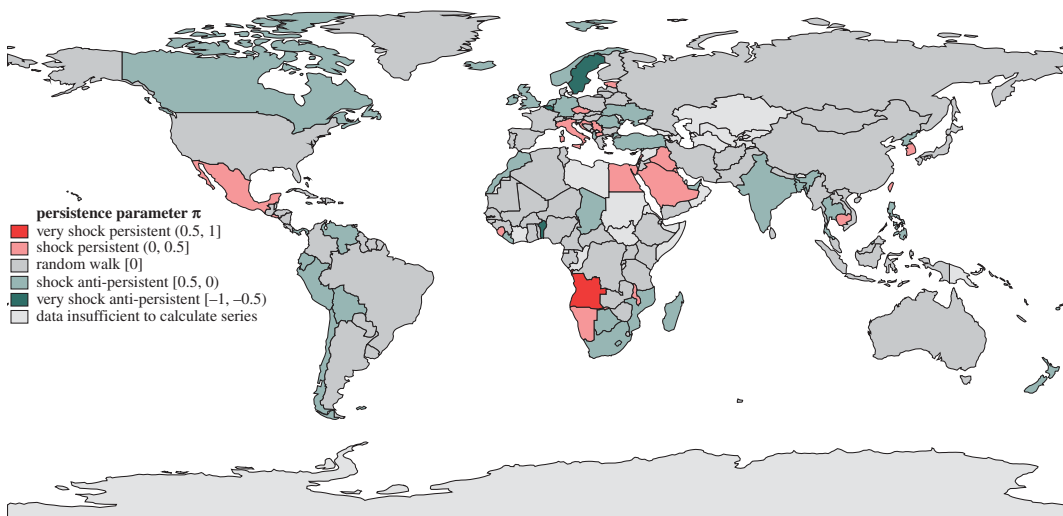 persistence parameter π
very shock persistent (0.5, 1]
shock persistent (0, 0.5]
random walk [0]
shock anti-persistent [0.5, 0)
very shock anti-persistent [–1, –0.5)
data insufficient to calculate series